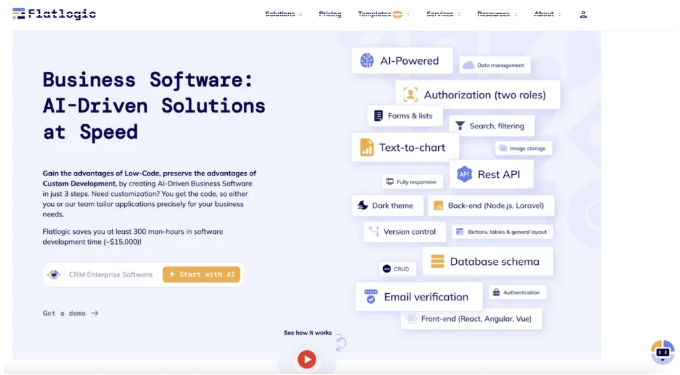 Flatlogic
Solutions Pricing Templates Services Resources About
Business Software:
AI-Driven Solutions
at Speed
Gain the advantages of Low-Code, preserve the advantages of
Custom Development, by creating AI-Driven Business Software
in just 3 steps. Need customization? You get the code, so either
you or our team tailor applications precisely for your business
needs.
Flatlogic saves you at least 300 man-hours in software
development time (~$15,000)!
CRM Enterprise Software + Start with AI
Get a demo →
See how it works
AI-Powered
Data management
Authorization (two roles)
Forms & lists
Search, filtering
Text-to-chart
Image storage
Fully responsive
API Rest API
Dark theme
Back-end (Node.js, Laravel)
Version control
Buttons, tables & general layout
Database schema
CRUD
Email verification
Authentication
Front-end (React, Angular, Vue)